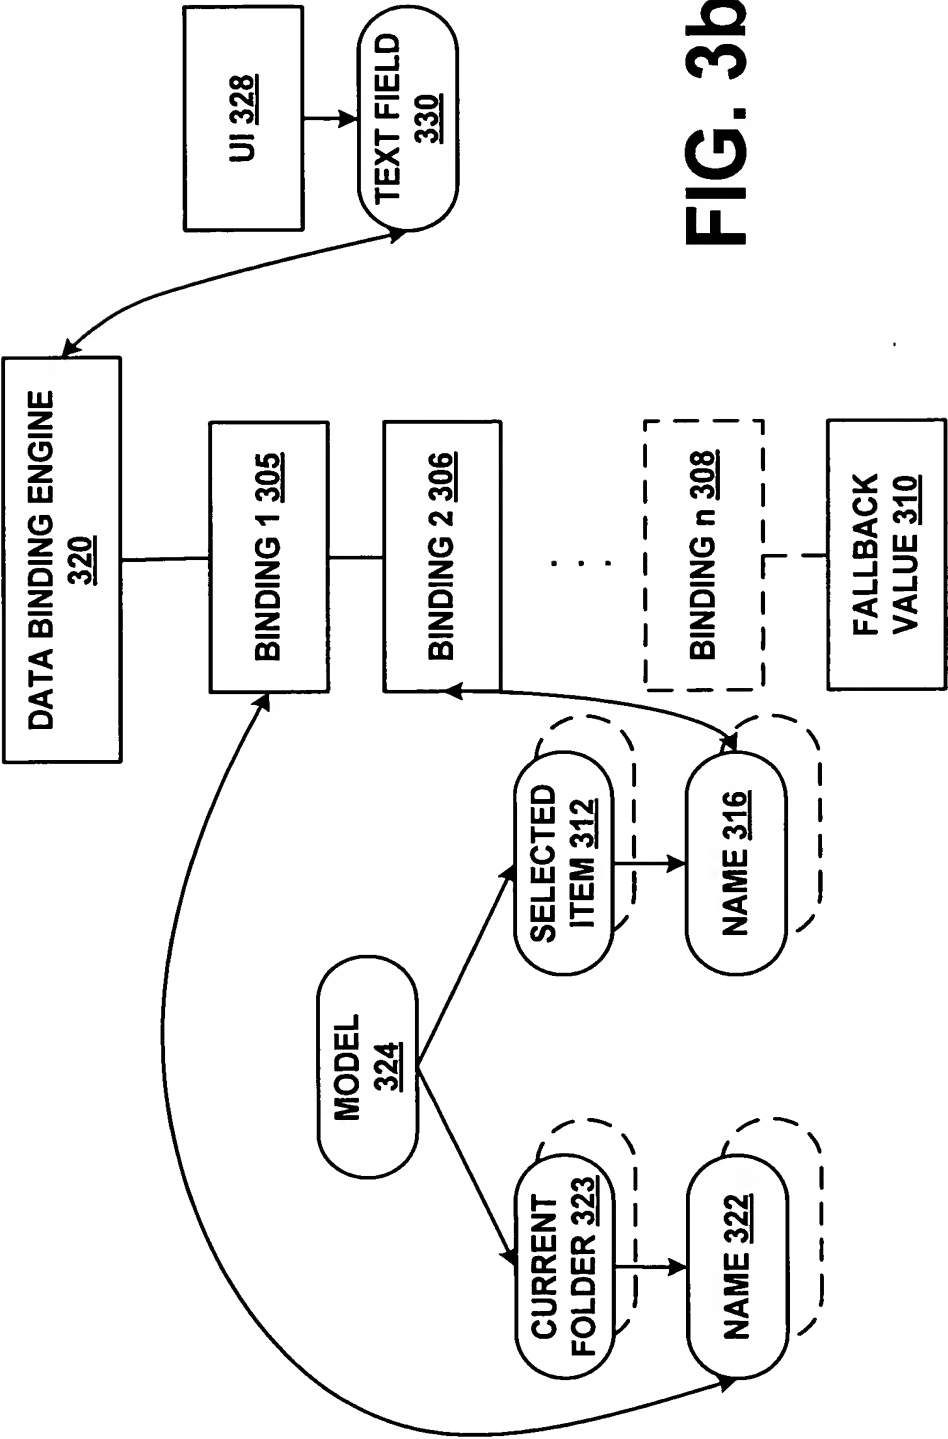 DATA BINDING ENGINE
320
UI 328
TEXT FIELD
330
BINDING 1 305
BINDING 2 306
. . .
BINDING n 308
FALLBACK
VALUE 310
MODEL
324
CURRENT
FOLDER 323
SELECTED
ITEM 312
NAME 322
NAME 316
FIG. 3b